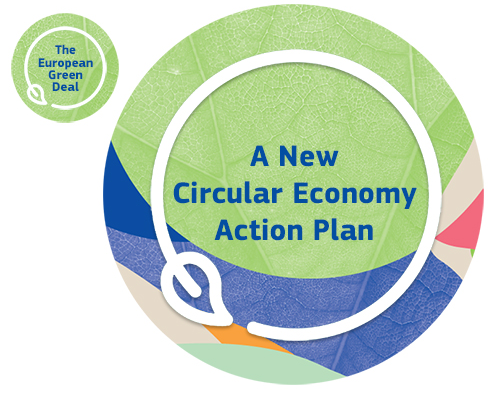 The
European
Green
Deal
A New
Circular Economy
Action Plan